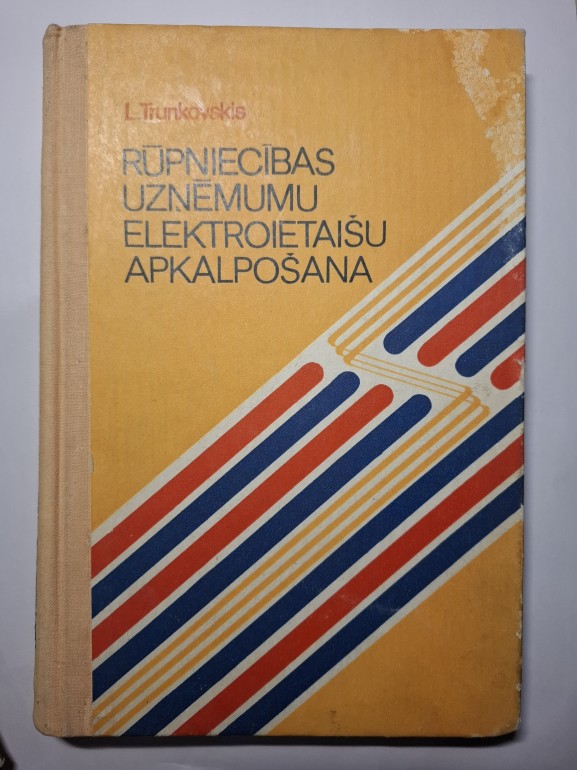 L. Trunkovskis
RŪPNIECĪBAS
UZŅĒMUMU
ELEKTROIETAIŠU
APKALPOŠANA